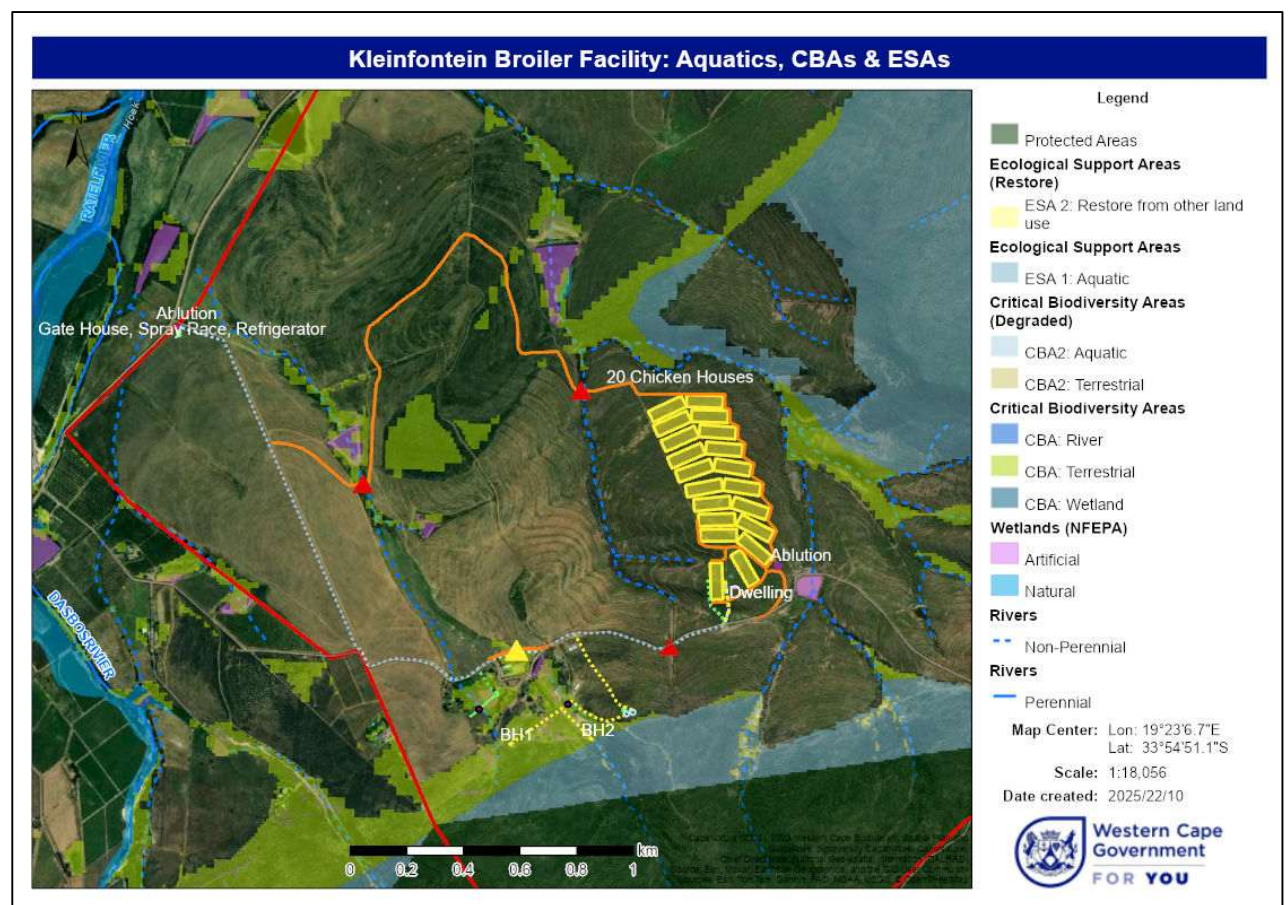 Kleinfontein Broiler Facility: Aquatics, CBAs & ESAs
N
Hoek
RATELRIVIER
Ablution
Gate House, Spray Race, Refrigerator
20 Chicken Houses
Ablution
Dwelling
DASBOSRIVIER
BH1
BH2
km
0 0.2 0.4 0.6 0.8 1
Legend
Protected Areas
Ecological Support Areas
(Restore)
ESA 2: Restore from other land
use
Ecological Support Areas
ESA 1: Aquatic
Critical Biodiversity Areas
(Degraded)
CBA2: Aquatic
CBA2: Terrestrial
Critical Biodiversity Areas
CBA: River
CBA: Terrestrial
CBA: Wetland
Wetlands (NFEPA)
Artificial
Natural
Rivers
Non-Perennial
Rivers
Perennial
Map Center: Lon: 19°23'6.7"E
Lat: 33°54'51.1"S
Scale: 1:18,056
Date created: 2025/22/10
Western Cape
Government
FOR YOU